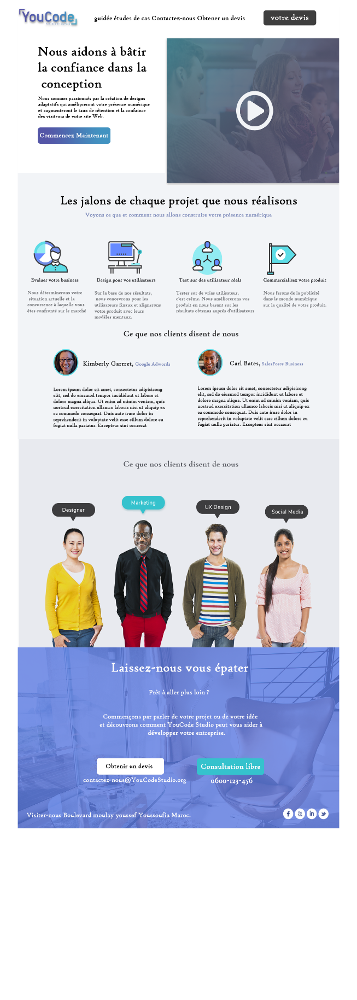 YouCode
guidée études de cas Contactez-nous Obtener un devis
votre devis
Nous aidons à bâtir
la confiance dans la
conception
Nous sommes passionnés par la création de designs
adaptatifs qui amélipreront votre présence numérique
et augmenteront le taux de rétention et la confaince
des visiteurs de votre site Web.
Commencez Maintenant
Les jalons de chaque projet que nous réalisons
Voyons ce que et comment nous allons construire votre présence numérique
Evaluer votre business
Nous déterminerons votre
situation actuelle et la
concurrence à laquelle vous
étes confronté sur le marché
Design pour vos utilisateurs
Sur la base de nos résultats,
nous concevrons pour les
utilisateurs finaux et alignerons
votre produit avec leurs
modéles mentaux.
Test sur des utilisateur réels
Tester sur de vrias utilisateur,
c'est créme. Nous améliorerons vos
produit en nous basant sur les
résultats obtenus auprés d'utilisateurs
Commercialisez votre produit
Nous ferons de la publicité
dans le monde numérique
sur la qualité de votre produit.
Ce que nos clients disent de nous
Kimberly Garrret, Google Adwords
Lorem ipsum dolor sit amet, consectetur adipisicong
elit, sed do eiusmod tempor incididunt ut labore et
dolore magna aliqua. Ut enim ad minim veniam, quis
nostrud exercitation ullamco laboris nisi ut aliquip ex
ea commodo consequat. Duis aute irure dolor in
reprehenderit in voluptate velit esse cillum dolore eu
fugiat nulla pariatur. Excepteur sint occaecat
Carl Bates, SalesForce Business
Lorem ipsum dolor sit amet, consectetur adipisicong
elit, sed do eiusmod tempor incididunt ut labore et
dolore magna aliqua. Ut enim ad minim veniam, quis
nostrud exercitation ullamco laboris nisi ut aliquip ex
ea commodo consequat. Duis aute irure dolor in
reprehenderit in voluptate velit esse cillum dolore eu
fugiat nulla pariatur. Excepteur sint occaecat
Ce que nos clients disent de nous
Designer
Marketing
UX Design
Social Media
Laissez-nous vous épater
Prêt à aller plus loin ?
Commençons par parler de votre projet ou de votre idée
et découvrons comment YouCode Studio peut vous aider à
développer votre entreprise.
Obtenir un devis
Consultation libre
contactez-nous@YouCodeStudio.org
0600-123-456
Visiter-nous Boulevard moulay youssef Youssoufia Maroc.